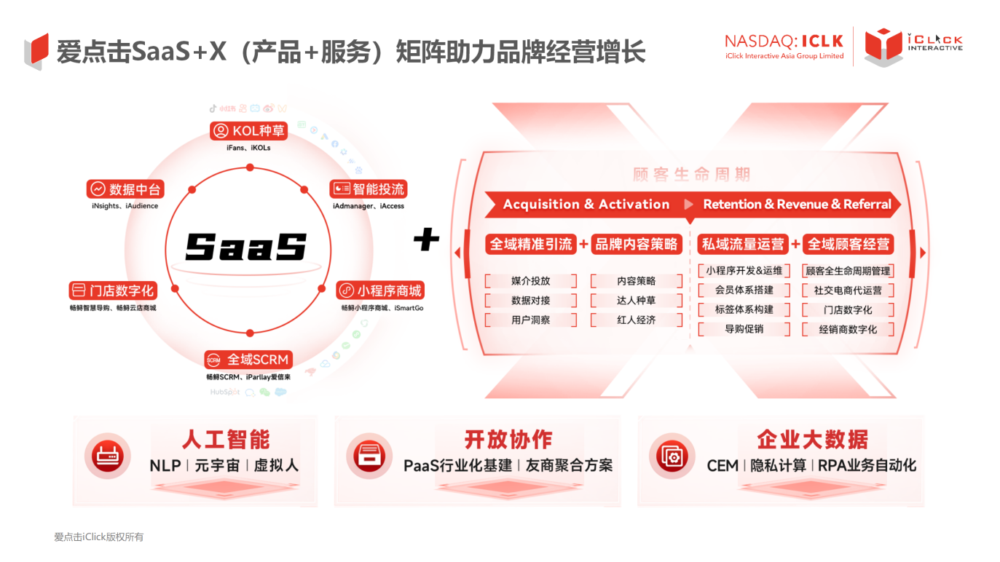 爱点击SaaS+X（产品+服务）矩阵助力品牌经营增长
NASDAQ: ICLK
iClick Interactive Asia Group Limited
iCLICK
INTERACTIVE
小红书
KOL种草
iFans、iKOLs
数据中台
iNsights、iAudience
智能投流
iAdmanager、iAccess
SaaS
门店数字化
畅鲟智慧导购、畅鲟云店商城
小程序商城
畅鲟小程序商城、iSmartGo
SCRM
全域SCRM
畅鲟SCRM、iParllay爱信来
HubSpot
+
顾客生命周期
Acquisition & Activation
Retention & Revenue & Referral
全域精准引流 + 品牌内容策略
私域流量运营 + 全域顾客经营
媒介投放
数据对接
用户洞察
内容策略
达人种草
红人经济
小程序开发&运维
会员体系搭建
标签体系构建
导购促销
顾客全生命周期管理
社交电商代运营
门店数字化
经销商数字化
人工智能
NLP | 元宇宙 | 虚拟人
开放协作
PaaS行业化基建 | 友商聚合方案
企业大数据
CEM | 隐私计算 | RPA业务自动化
爱点击iClick版权所有